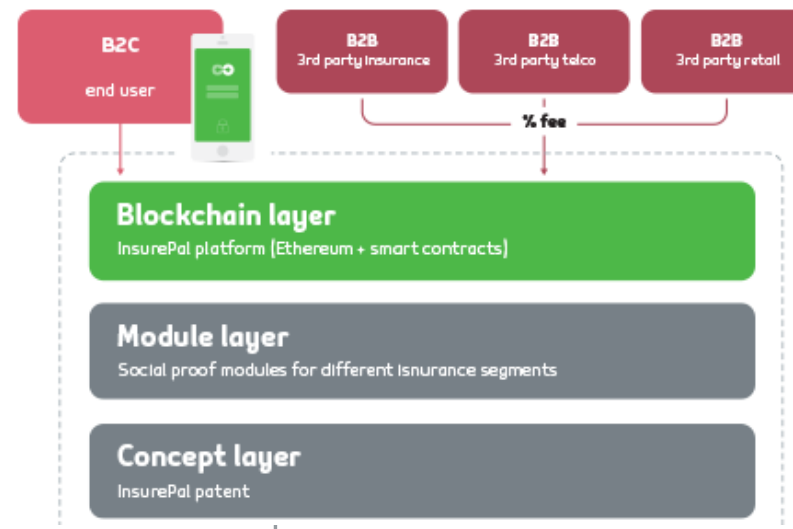 B2C
end user
B2B
3rd party insurance
B2B
3rd party telco
B2B
3rd party retail
% fee
Blockchain layer
InsurePal platform (Ethereum + smart contracts)
Module layer
Social proof modules for different isnurance segments
Concept layer
InsurePal patent